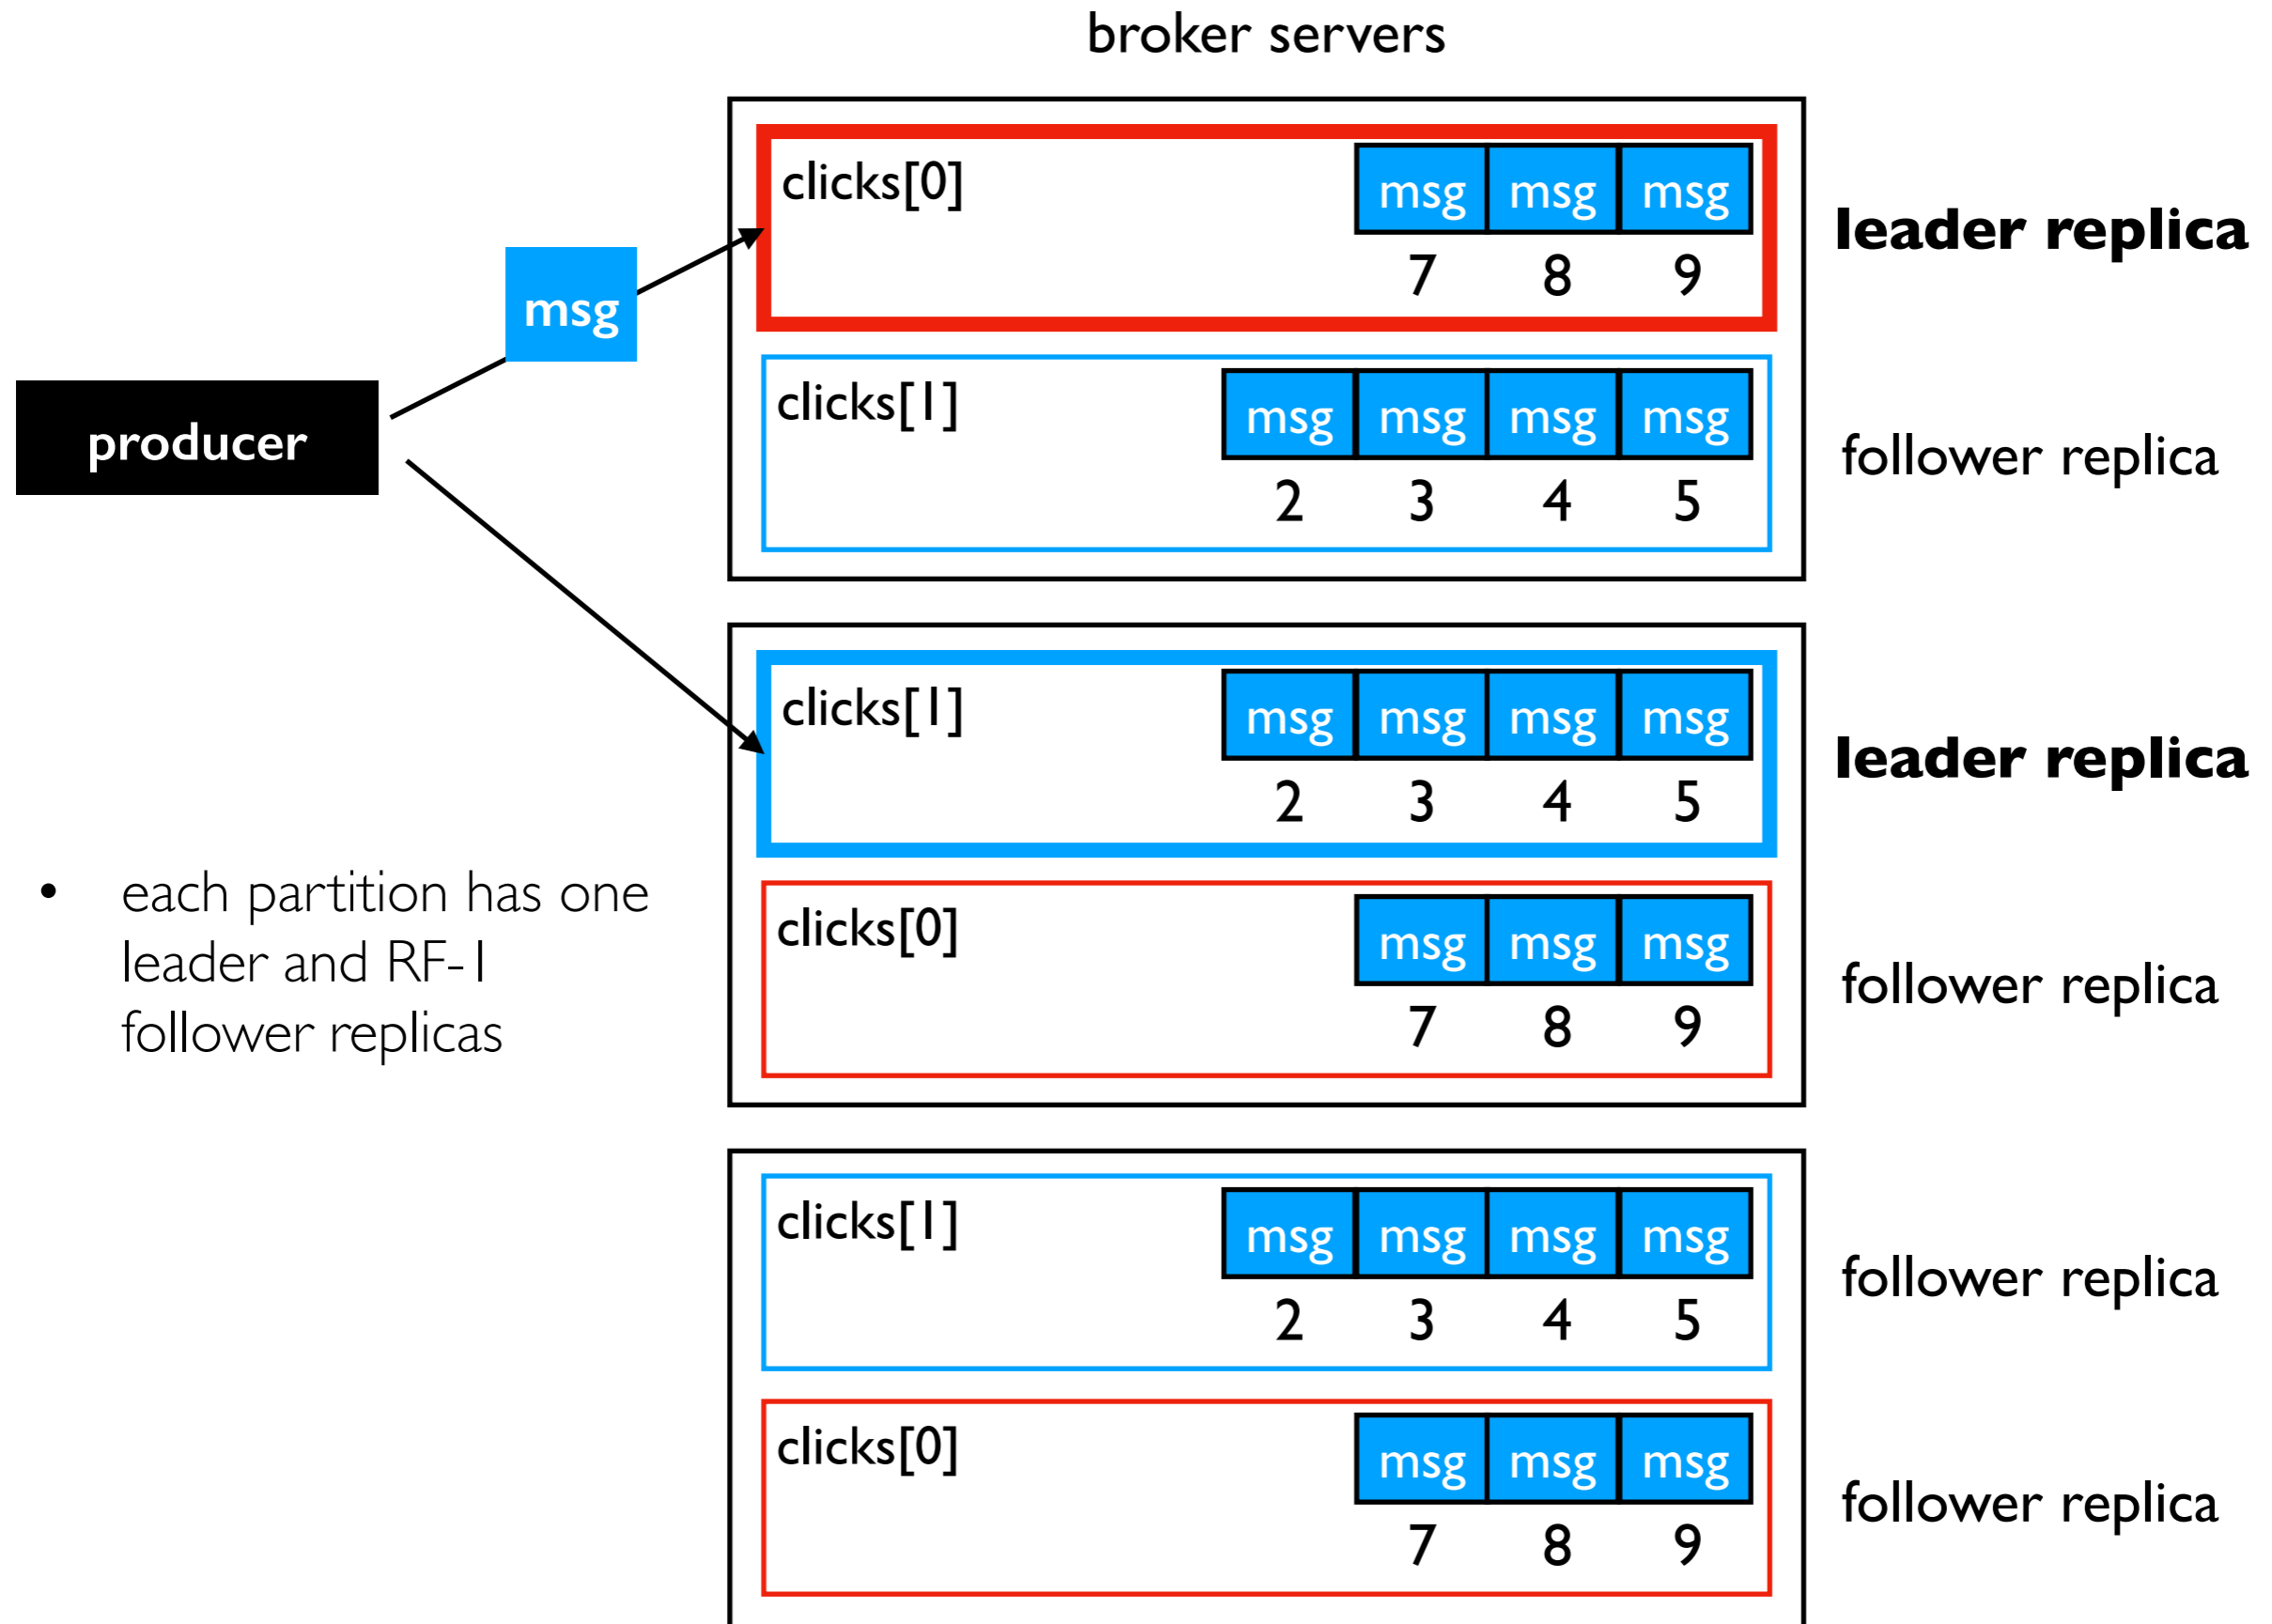 broker servers
clicks[0]
msg msg msg
7 8 9
leader replica
msg
clicks[1]
msg msg msg msg
2 3 4 5
follower replica
producer
clicks[1]
msg msg msg msg
2 3 4 5
leader replica
• each partition has one
leader and RF-1
follower replicas
clicks[0]
msg msg msg
7 8 9
follower replica
clicks[1]
msg msg msg msg
2 3 4 5
follower replica
clicks[0]
msg msg msg
7 8 9
follower replica